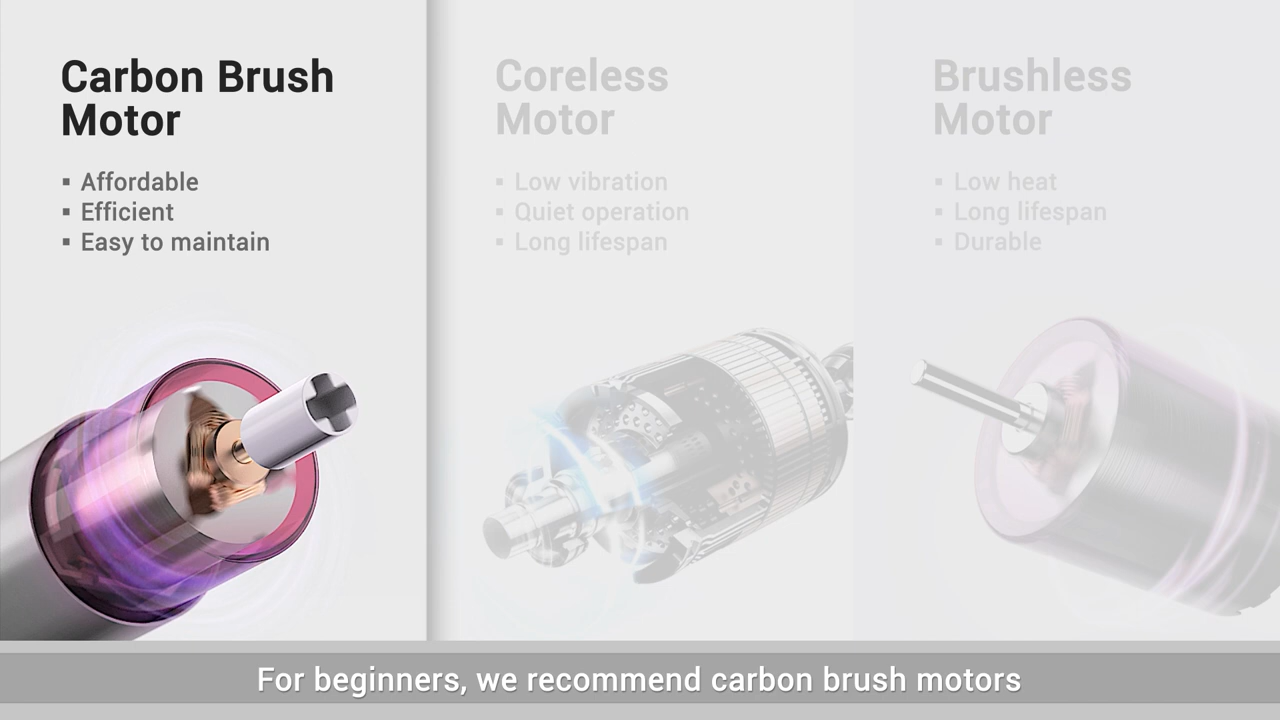 Carbon Brush
Motor
▪ Affordable
▪ Efficient
▪ Easy to maintain
Coreless
Motor
▪ Low vibration
▪ Quiet operation
▪ Long lifespan
Brushless
Motor
▪ Low heat
▪ Long lifespan
▪ Durable
For beginners, we recommend carbon brush motors